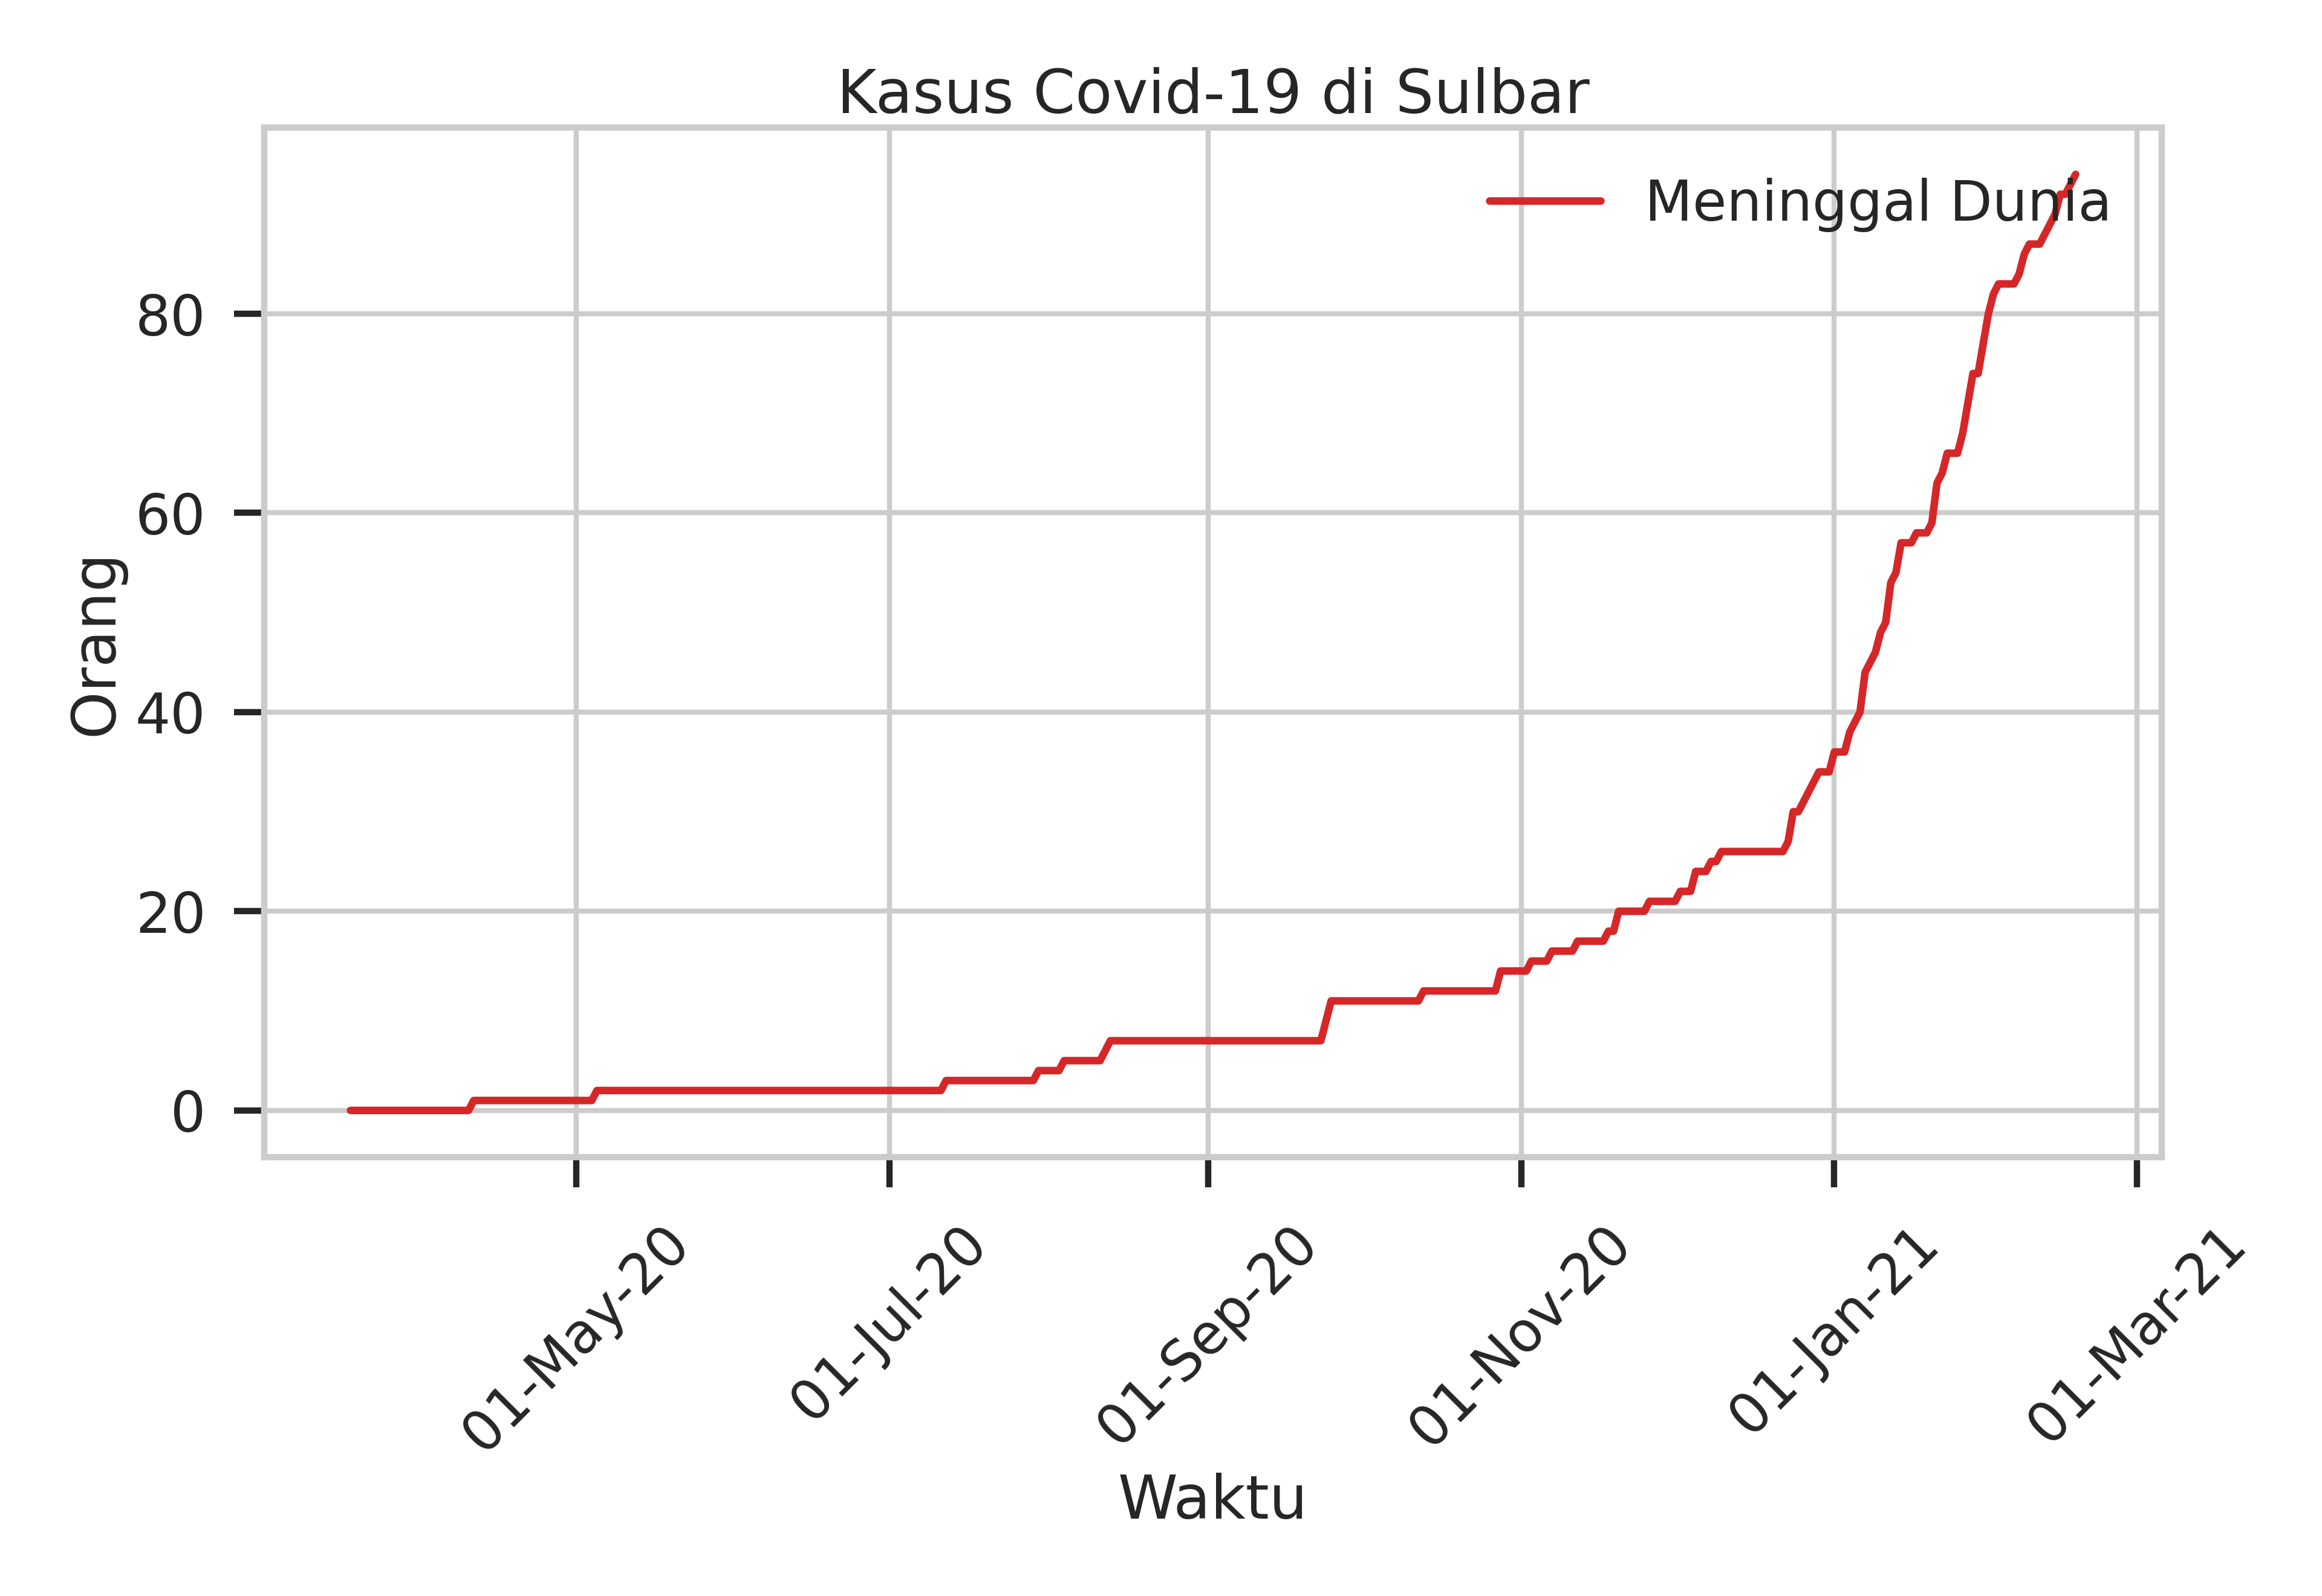 Kasus Covid-19 di Sulbar
Meninggal Dunia
Orang
80
60
40
20
0
01-May-20
01-Jul-20
01-Sep-20
01-Nov-20
01-Jan-21
01-Mar-21
Waktu